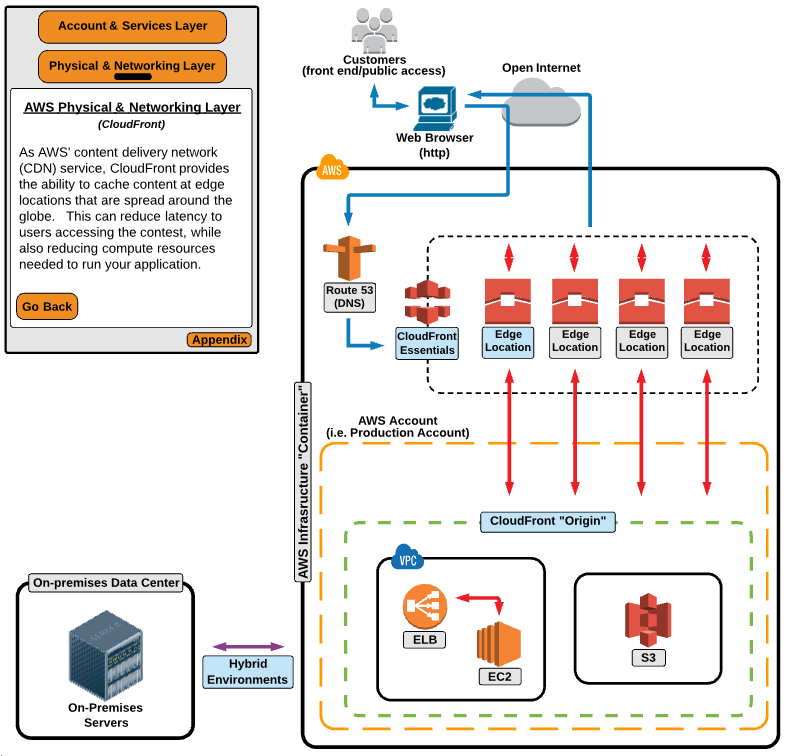 Account & Services Layer
Physical & Networking Layer
AWS Physical & Networking Layer
(CloudFront)
As AWS' content delivery network
(CDN) service, CloudFront provides
the ability to cache content at edge
locations that are spread around the
globe. This can reduce latency to
users accessing the contest, while
also reducing compute resources
needed to run your application.
Go Back
Appendix
Customers
(front end/public access)
Open Internet
Web Browser
(http)
AWS
Route 53
(DNS)
CloudFront
Essentials
Edge
Location
Edge
Location
Edge
Location
Edge
Location
AWS Infrasructure "Container"
AWS Account
(i.e. Production Account)
CloudFront "Origin"
VPC
ELB
EC2
S3
On-premises Data Center
SERVER
On-Premises
Servers
Hybrid
Environments